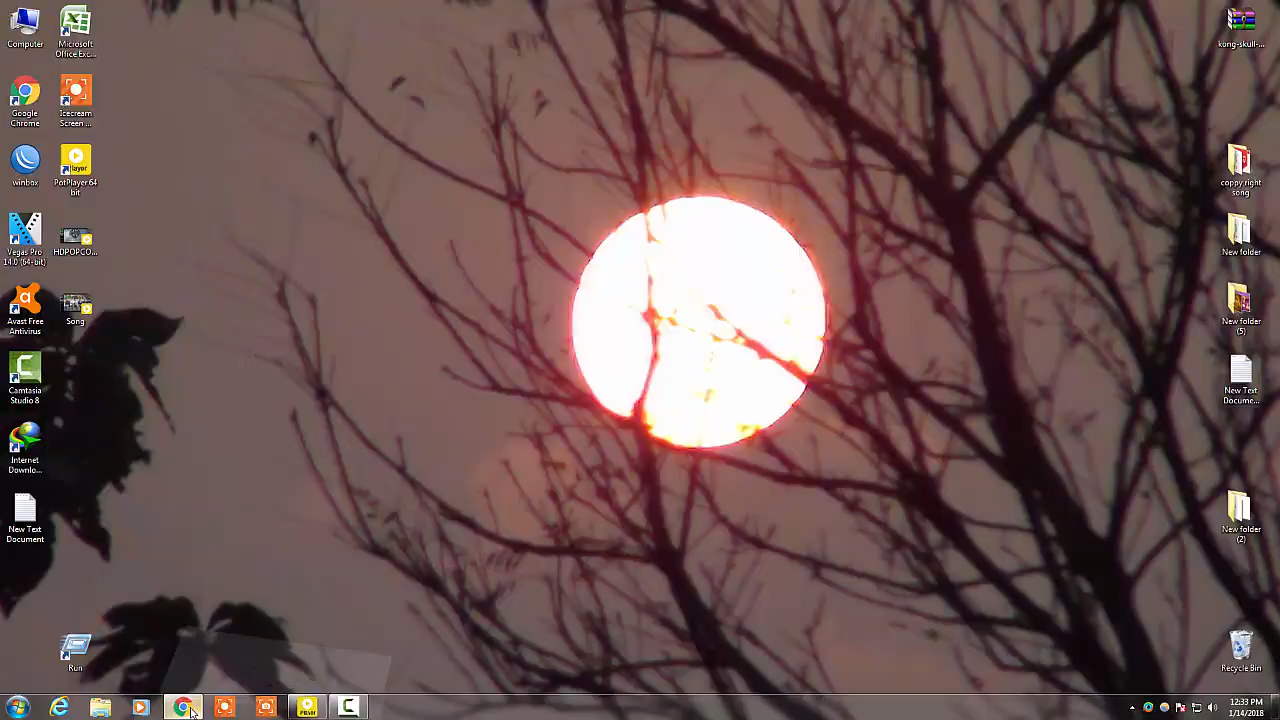 Computer
Microsoft
Office Exc...
Google
Chrome
Icecream
Screen ...
winbox
PotPlayer 64
bit
Vegas Pro
14.0 (64-bit)
HDPOPCO...
Avast Free
Antivirus
Song
Camtasia
Studio 8
Internet
Downlo...
New Text
Document
Run
kong-skull-...
coppy right
song
New folder
New folder
(5)
New Text
Docume...
New folder
(2)
Recycle Bin
12:33 PM
1/14/2018